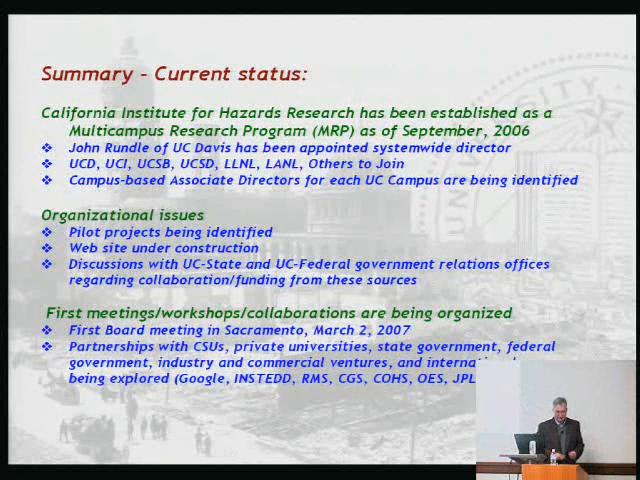 Summary – Current status:
California Institute for Hazards Research has been established as a
Multicampus Research Program (MRP) as of September, 2006
❖ John Rundle of UC Davis has been appointed systemwide director
❖ UCD, UCI, UCSB, UCSD, LLNL, LANL, Others to Join
❖ Campus-based Associate Directors for each UC Campus are being identified
Organizational issues
❖ Pilot projects being identified
❖ Web site under construction
❖ Discussions with UC-State and UC-Federal government relations offices
regarding collaboration/funding from these sources
First meetings/workshops/collaborations are being organized
❖ First Board meeting in Sacramento, March 2, 2007
❖ Partnerships with CSUs, private universities, state government, federal
government, industry and commercial ventures, and
being explored (Google, INSTEDD, RMS, CGS, COHS, OES, JPL
UNIVERSITY